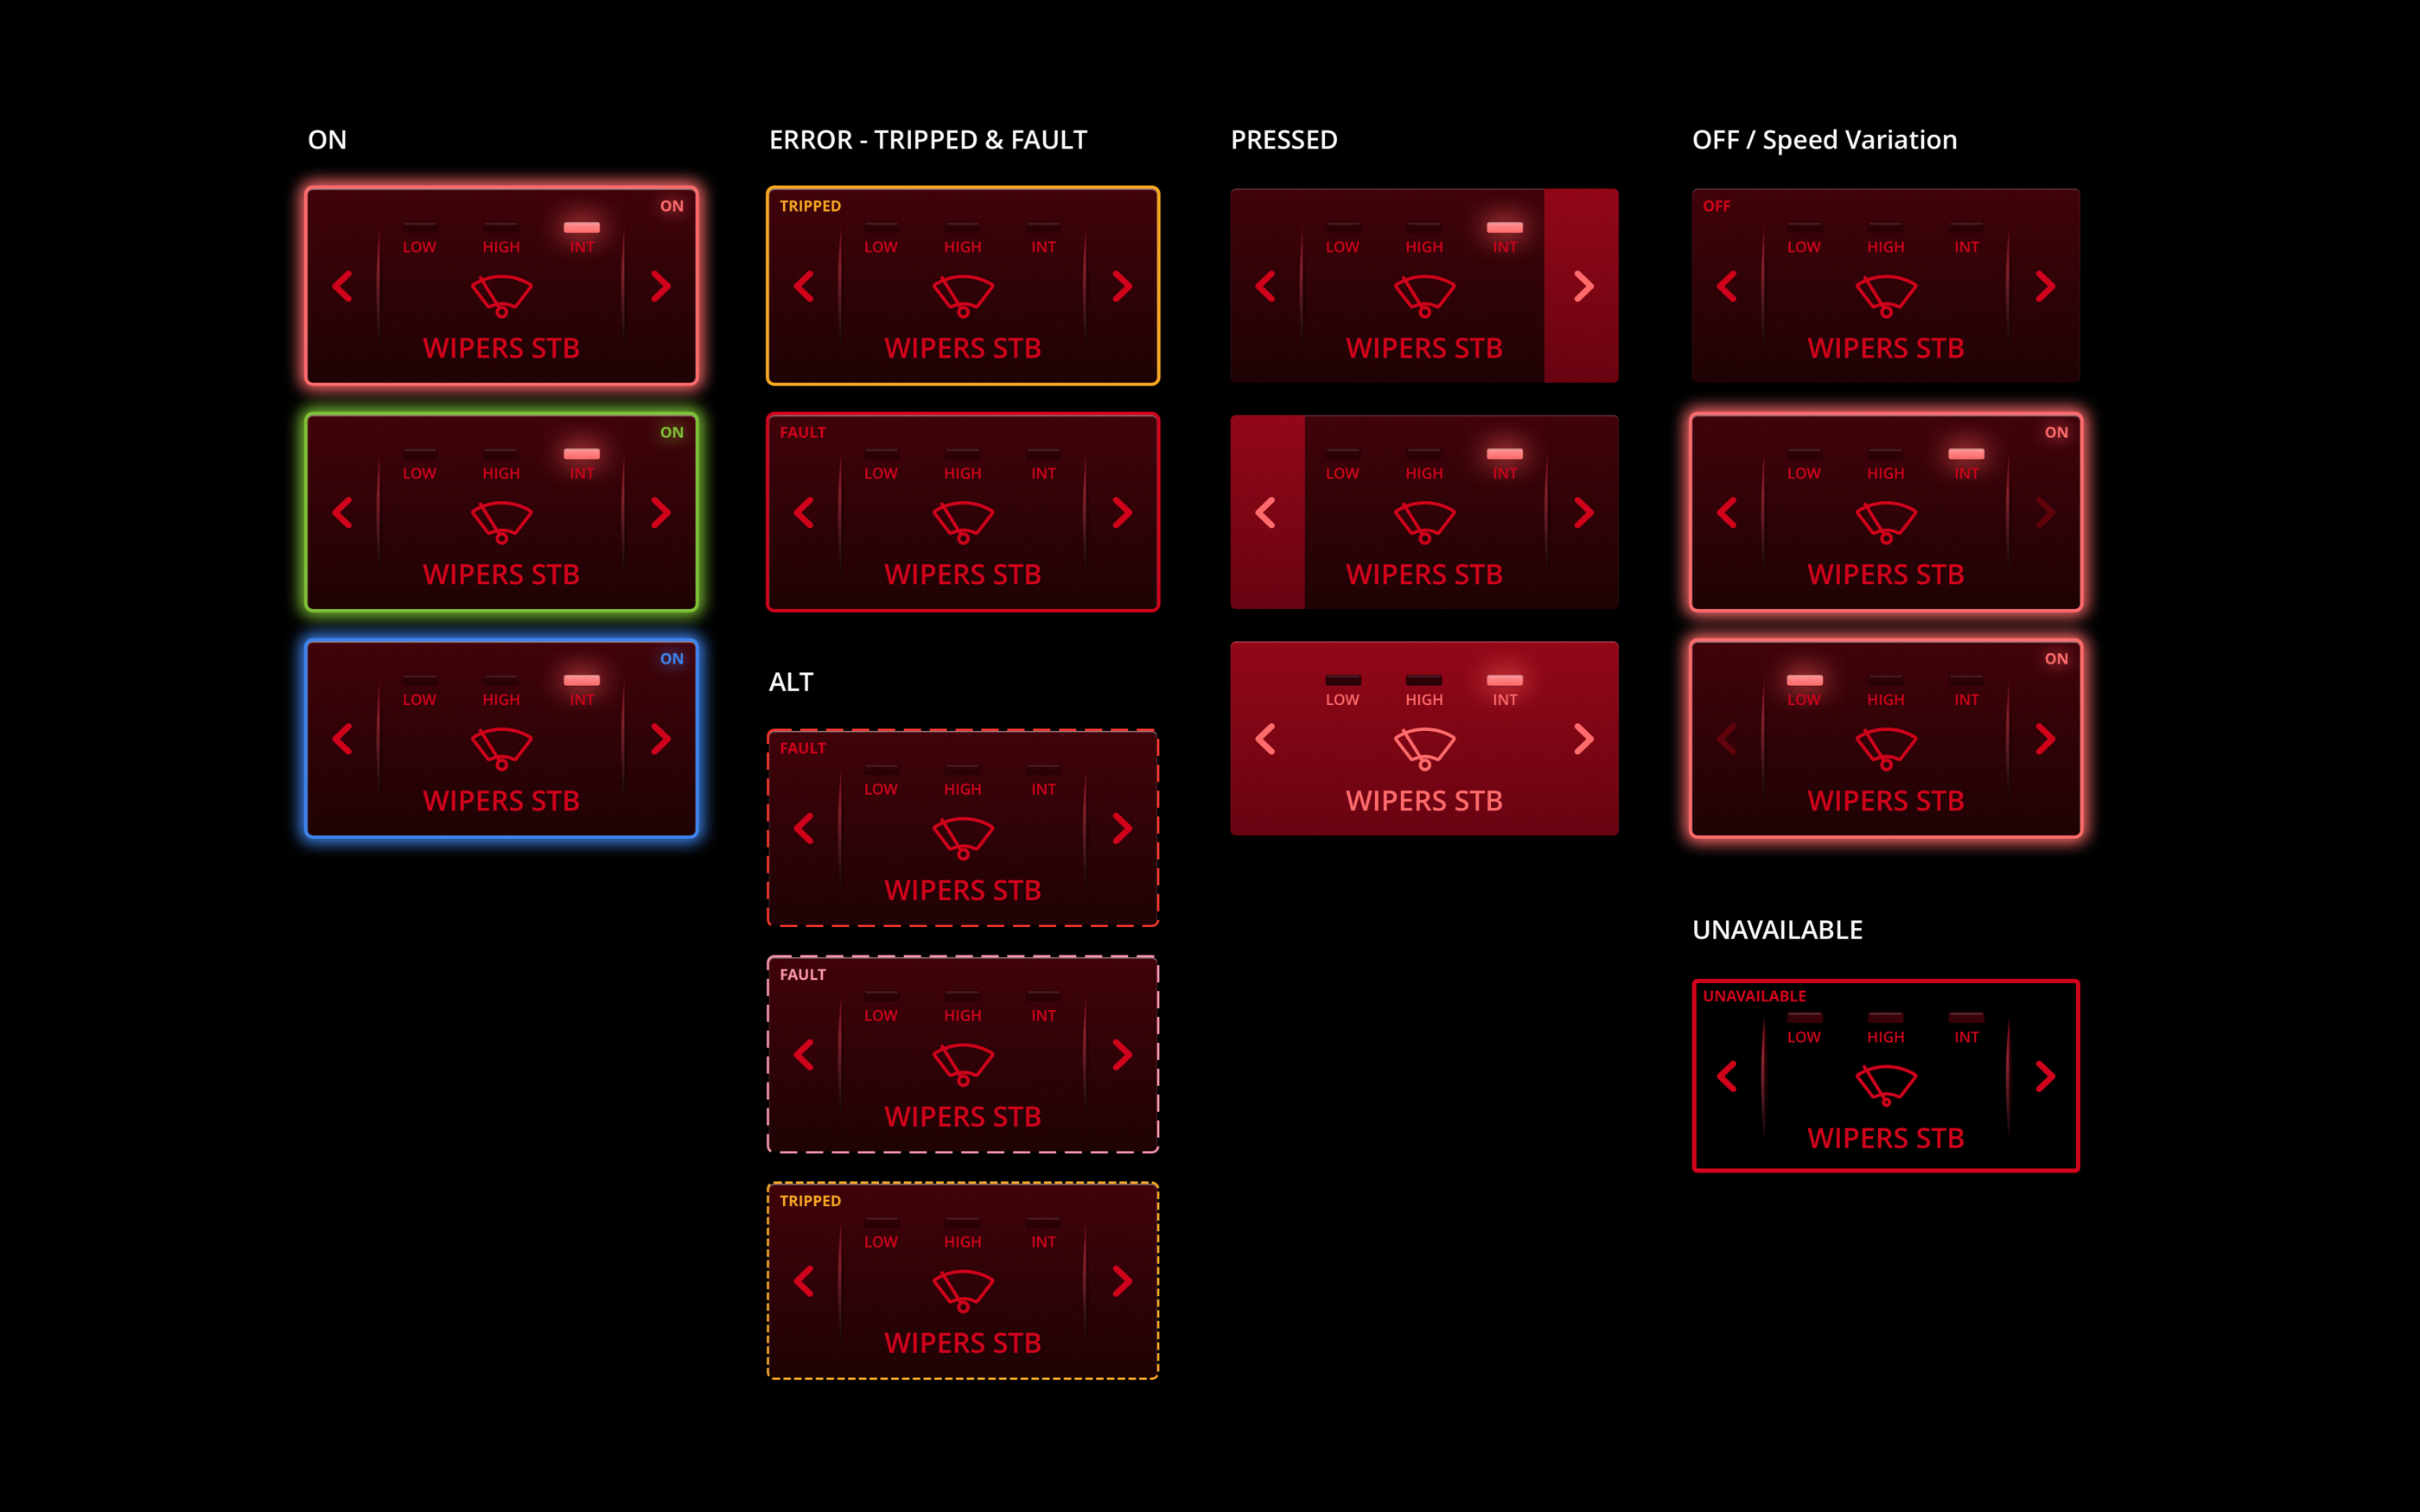 ON
ON
LOW HIGH INT
WIPERS STB
ON
LOW HIGH INT
WIPERS STB
ON
LOW HIGH INT
WIPERS STB
ERROR - TRIPPED & FAULT
TRIPPED
LOW HIGH INT
WIPERS STB
FAULT
LOW HIGH INT
WIPERS STB
ALT
FAULT
LOW HIGH INT
WIPERS STB
FAULT
LOW HIGH INT
WIPERS STB
TRIPPED
LOW HIGH INT
WIPERS STB
PRESSED
LOW HIGH INT
WIPERS STB
LOW HIGH INT
WIPERS STB
LOW HIGH INT
WIPERS STB
OFF / Speed Variation
OFF
LOW HIGH INT
WIPERS STB
ON
LOW HIGH INT
WIPERS STB
ON
LOW HIGH INT
WIPERS STB
UNAVAILABLE
UNAVAILABLE
LOW HIGH INT
WIPERS STB